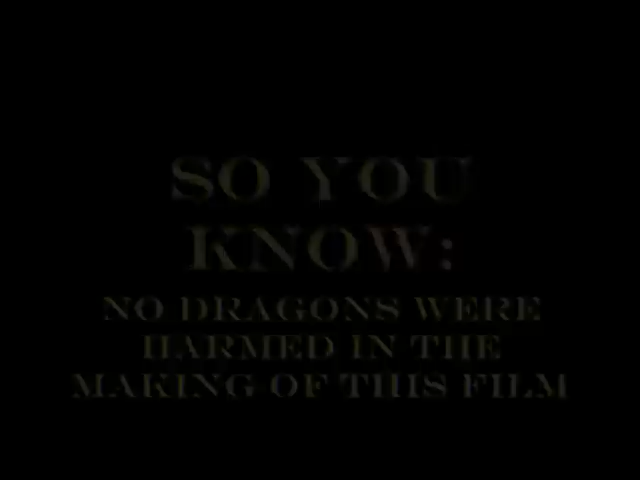 SO YOU
KNOW:
NO DRAGONS WERE
HARMED IN THE
MAKING OF THIS FILM